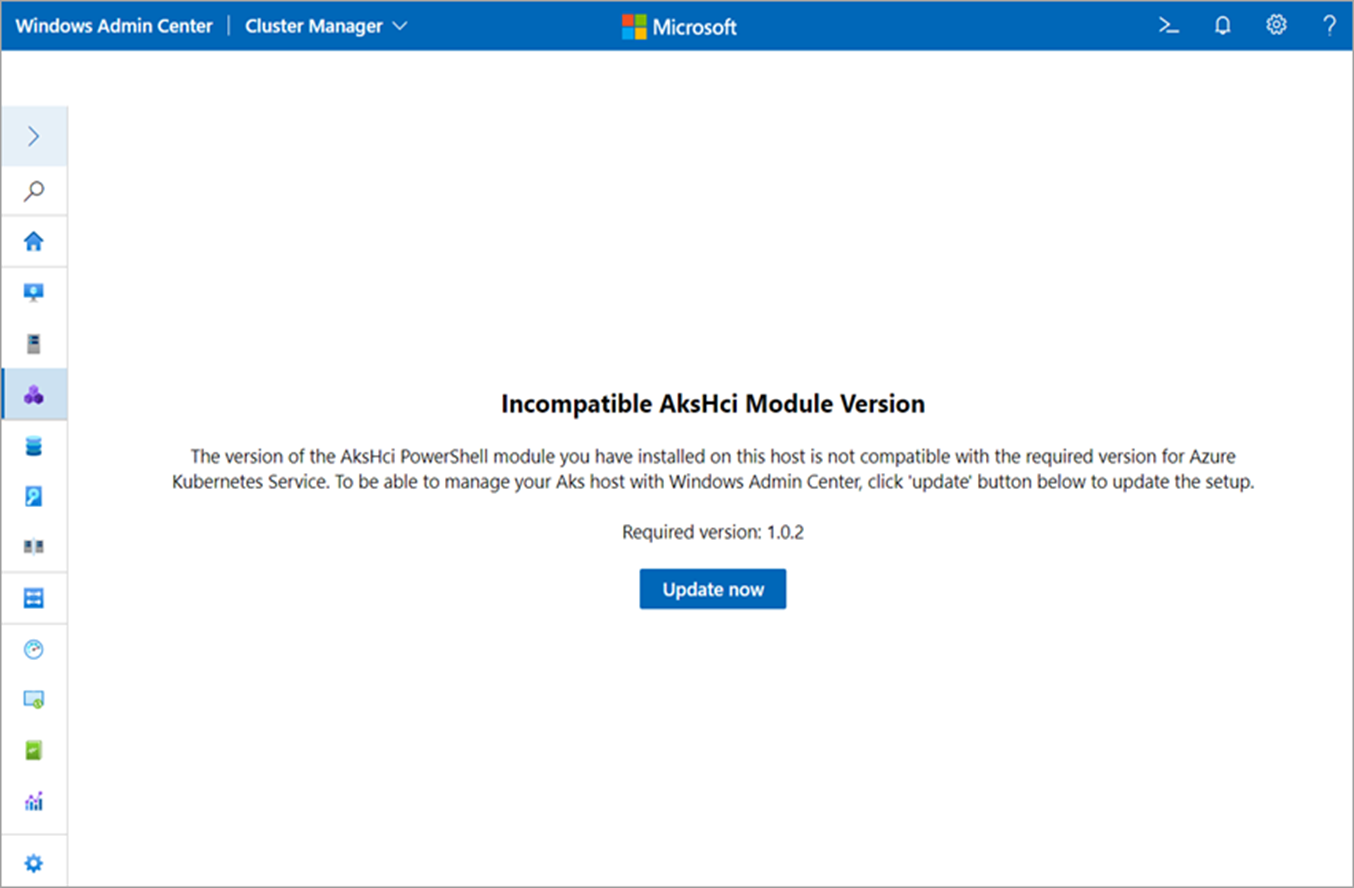 Windows Admin Center | Cluster Manager
Microsoft
Incompatible AksHci Module Version
The version of the AksHci PowerShell module you have installed on this host is not compatible with the required version for Azure
Kubernetes Service. To be able to manage your Aks host with Windows Admin Center, click 'update' button below to update the setup.
Required version: 1.0.2
Update now